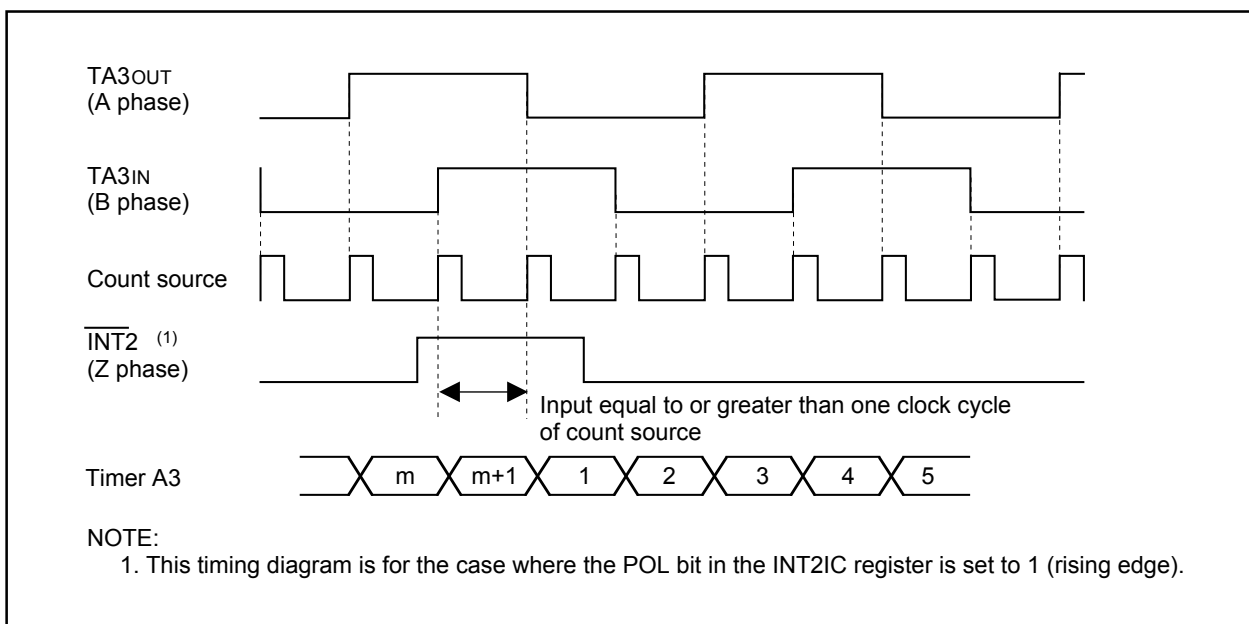 TA3OUT
(A phase)
TA3IN
(B phase)
Count source
INT2 (1)
(Z phase)
Input equal to or greater than one clock cycle
of count source
Timer A3
m
m+1
1
2
3
4
5
NOTE:
1. This timing diagram is for the case where the POL bit in the INT2IC register is set to 1 (rising edge).